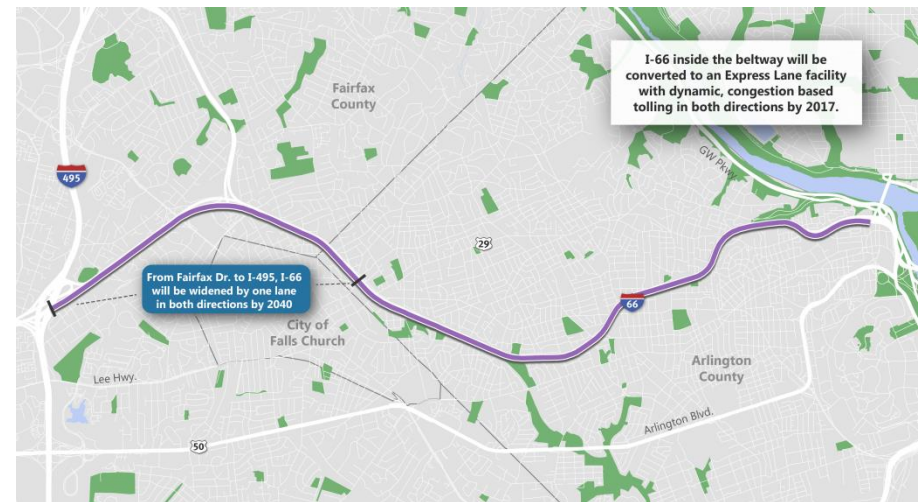 I-66 inside the beltway will be
converted to an Express Lane facility
with dynamic, congestion based
tolling in both directions by 2017.
Fairfax
County
GW Pkwy.
495
29
From Fairfax Dr. to I-495, I-66
will be widened by one lane
in both directions by 2040
66
City of
Falls Church
Arlington
County
Lee Hwy.
Arlington Blvd.
50